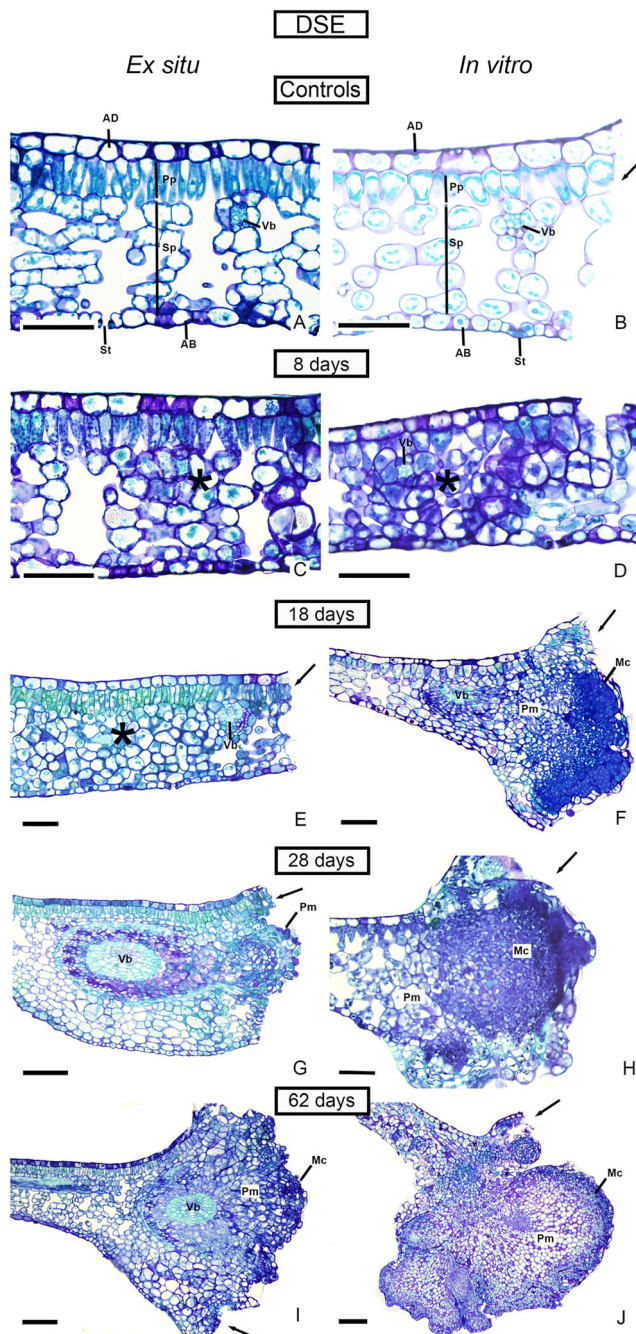 DSE
Ex situ
In vitro
Controls
AD
Pp
Vb
Sp
A
St
AB
AD
Pp
Vb
Sp
B
AB
St
8 days
C
Vb
D
18 days
Vb
E
Mc
Vb
Pm
F
28 days
Pm
Vb
G
Mc
Pm
H
62 days
Mc
Pm
Vb
I
Mc
Pm
J